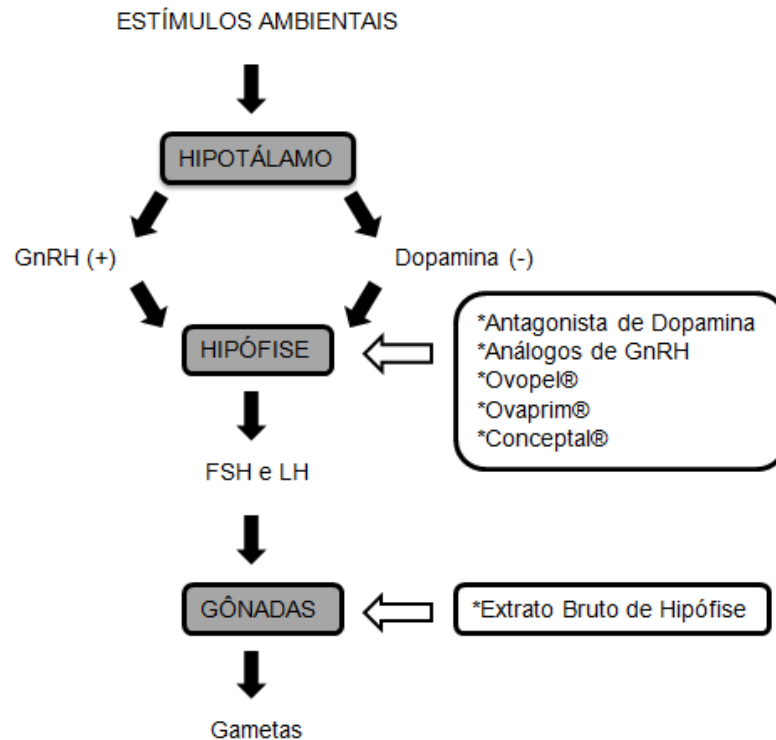 ESTÍMULOS AMBIENTAIS
HIPOTÁLAMO
GnRH (+)
Dopamina (-)
HIPÓFISE
*Antagonista de Dopamina
*Análogos de GnRH
*Ovopel®
*Ovaprim®
*Conceptal®
FSH e LH
GÔNADAS
*Extrato Bruto de Hipófise
Gametas